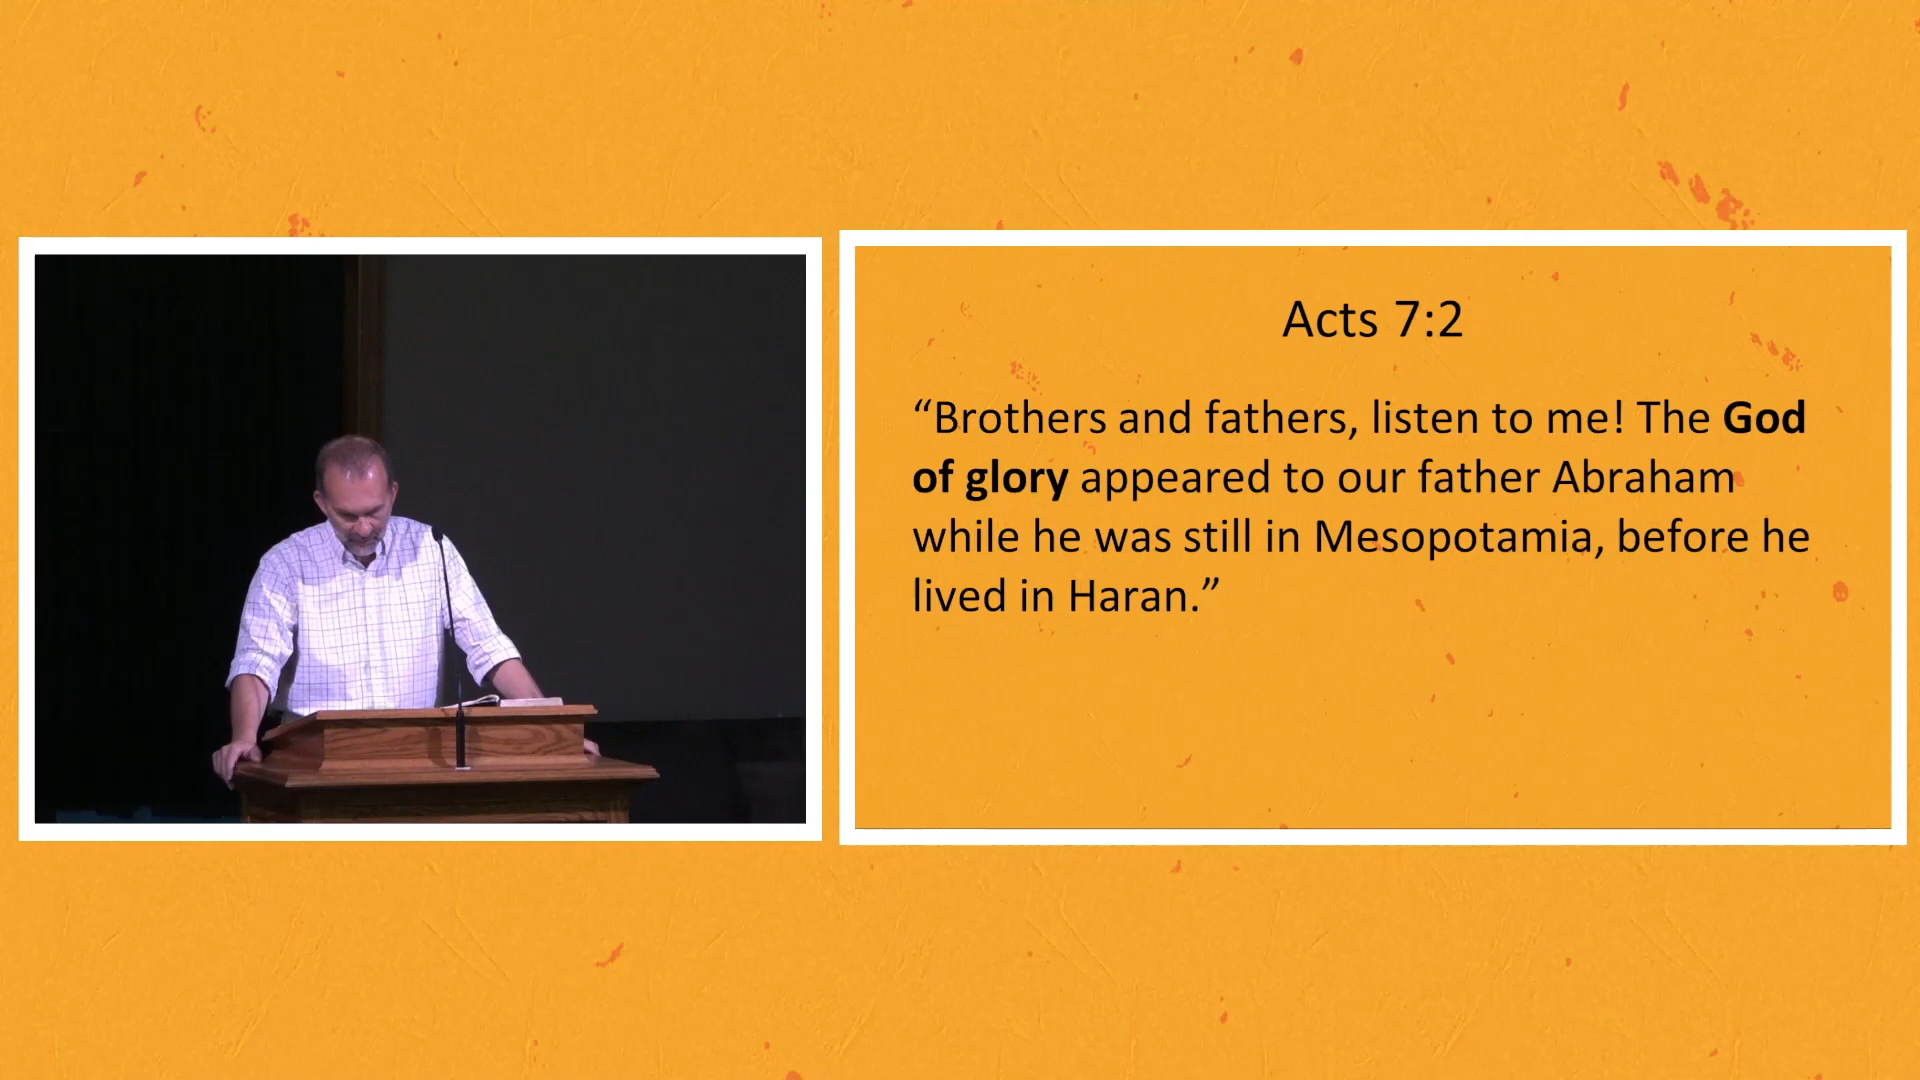 Acts 7:2
“Brothers and fathers, listen to me! The God
of glory appeared to our father Abraham
while he was still in Mesopotamia, before he
lived in Haran.”